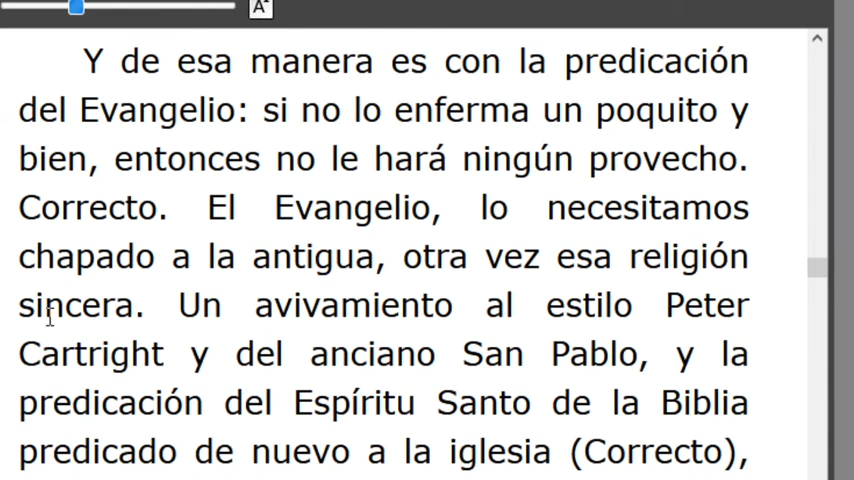 A
Y de esa manera es con la predicación
del Evangelio: si no lo enferma un poquito y
bien, entonces no le hará ningún provecho.
Correcto. El Evangelio, lo necesitamos
chapado a la antigua, otra vez esa religión
sincera. Un avivamiento al estilo Peter
Cartright y del anciano San Pablo, y la
predicación del Espíritu Santo de la Biblia
predicado de nuevo a la iglesia (Correcto),